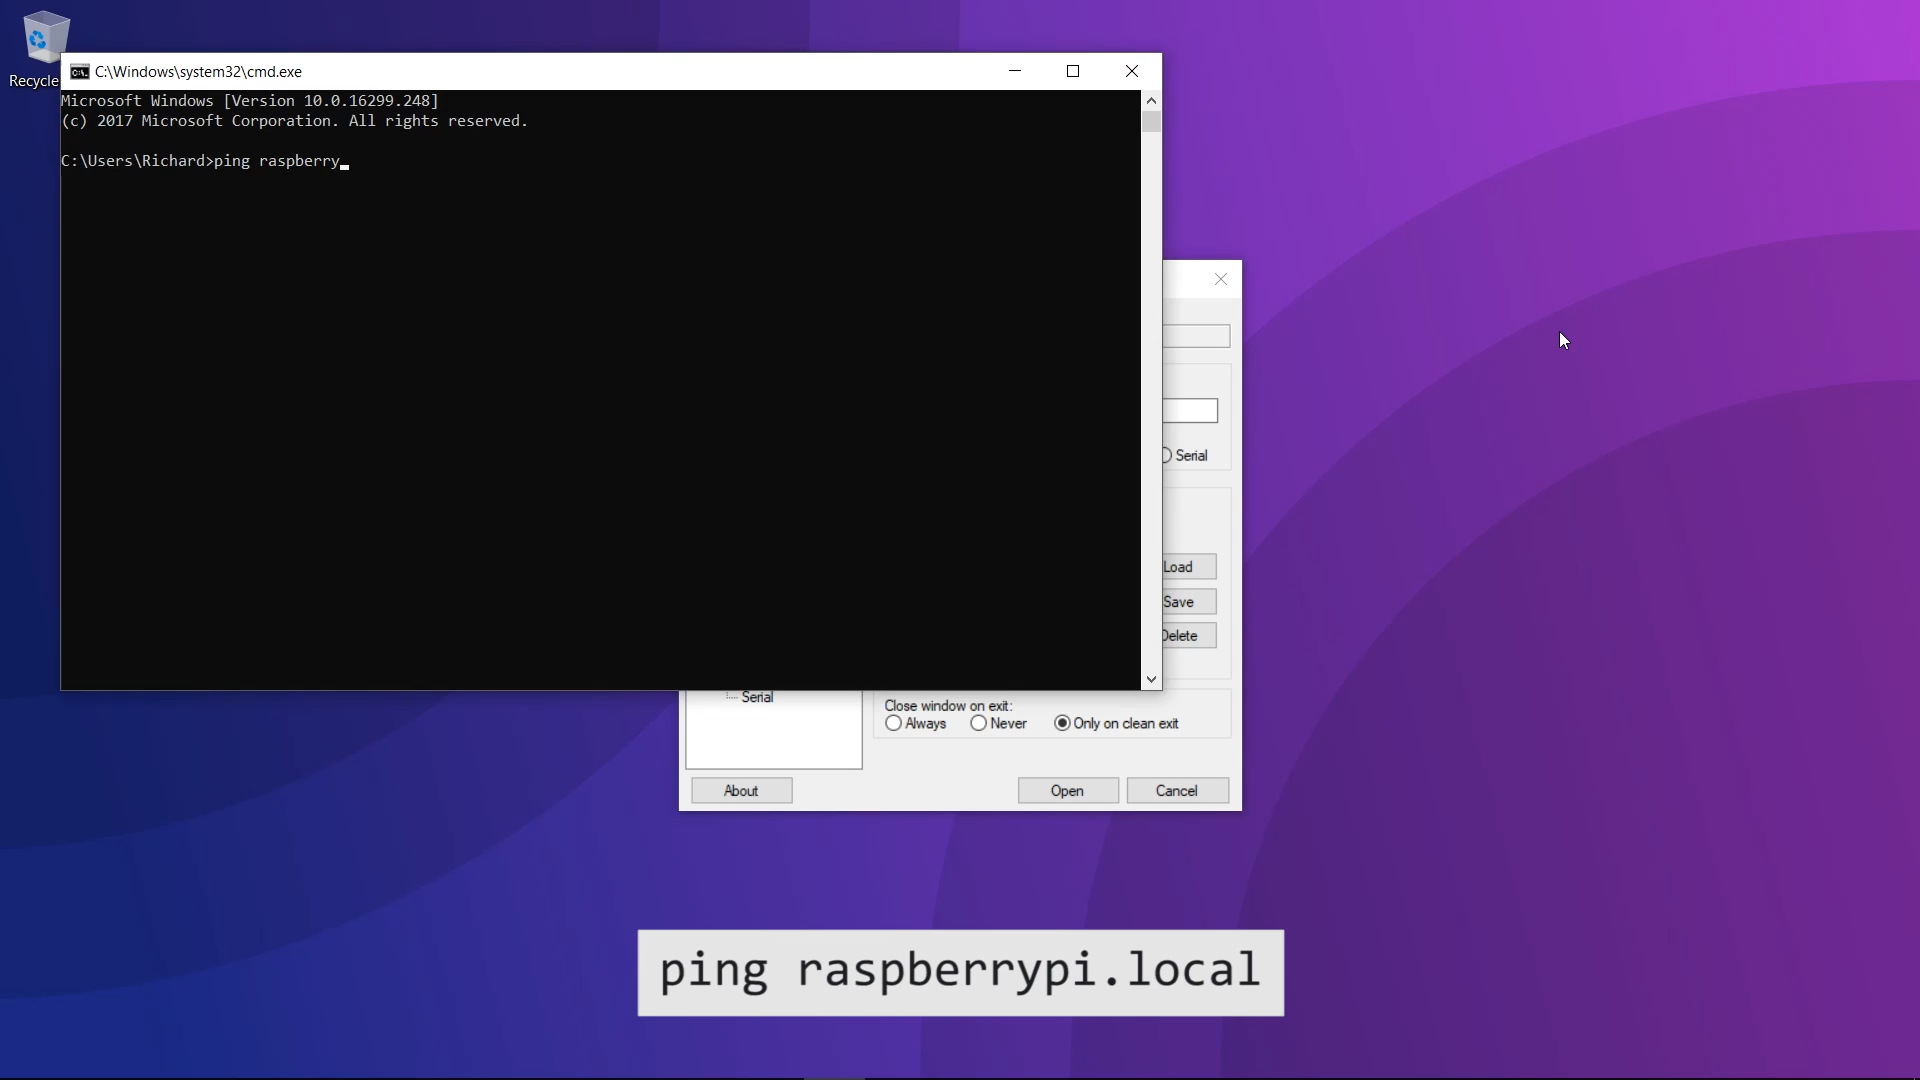 Recycle
C:\Windows\system32\cmd.exe
Microsoft Windows [Version 10.0.16299.248]
(c) 2017 Microsoft Corporation. All rights reserved.
C:\Users\Richard>ping raspberry_
Serial
Load
Save
Delete
Serial
Close window on exit:
Always Never Only on clean exit
About Open Cancel
ping raspberrypi.local